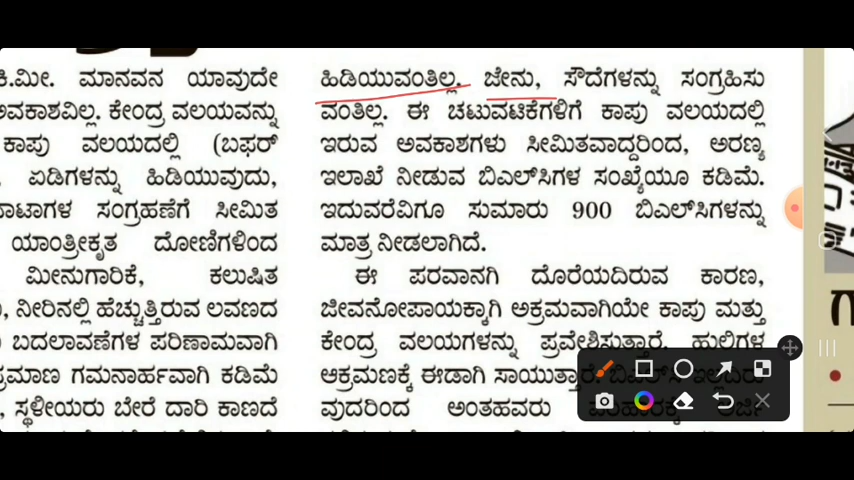 ಕಿ.ಮೀ. ಮಾನವನ ಯಾವುದೇ
ಅವಕಾಶವಿಲ್ಲ. ಕೇಂದ್ರ ವಲಯವನ್ನು
ಕಾಪು ವಲಯದಲ್ಲಿ (ಬಫರ್
ಏಡಿಗಳನ್ನು ಹಿಡಿಯುವುದು,
ಸಂಗ್ರಹಣೆಗೆ ಸೀಮಿತ
ಯಾಂತ್ರೀಕೃತ ದೋಣಿಗಳಿಂದ
ಮೀನುಗಾರಿಕೆ, ಕಲುಷಿತ
ನೀರಿನಲ್ಲಿ ಹೆಚ್ಚುತ್ತಿರುವ ಲವಣದ
ಬದಲಾವಣೆಗಳ ಪರಿಣಾಮವಾಗಿ
ಗಮನಾರ್ಹವಾಗಿ ಕಡಿಮೆ
ಸ್ಥಳೀಯರು ಬೇರೆ ದಾರಿ ಕಾಣದೆ
ಹಿಡಿಯುವಂತಿಲ್ಲ. ಜೇನು, ಸೌದೆಗಳನ್ನು ಸಂಗ್ರಹಿಸು
ವಂತಿಲ್ಲ. ಈ ಚಟುವಟಿಕೆಗಳಿಗೆ ಕಾಪು ವಲಯದಲ್ಲಿ
ಇರುವ ಅವಕಾಶಗಳು ಸೀಮಿತವಾದ್ದರಿಂದ, ಅರಣ್ಯ
ಇಲಾಖೆ ನೀಡುವ ಬಿಎಲ್‌ಸಿಗಳ ಸಂಖ್ಯೆಯೂ ಕಡಿಮೆ.
ಇದುವರೆವಿಗೂ ಸುಮಾರು 900 ಬಿಎಲ್‌ಸಿಗಳನ್ನು
ಮಾತ್ರ ನೀಡಲಾಗಿದೆ.
ಈ ಪರವಾನಗಿ ದೊರೆಯದಿರುವ ಕಾರಣ,
ಜೀವನೋಪಾಯಕ್ಕಾಗಿ ಅಕ್ರಮವಾಗಿಯೇ ಕಾಪು ಮತ್ತು
ಕೇಂದ್ರ ವಲಯಗಳನ್ನು ಪ್ರವೇಶಿಸುತ್ತಾರೆ. ಹುಲಿಗಳ
ಆಕ್ರಮಣಕ್ಕೆ ಈಡಾಗಿ ಸಾಯುತ್ತಾರೆ.
ವುದರಿಂದ ಅಂತಹವರು